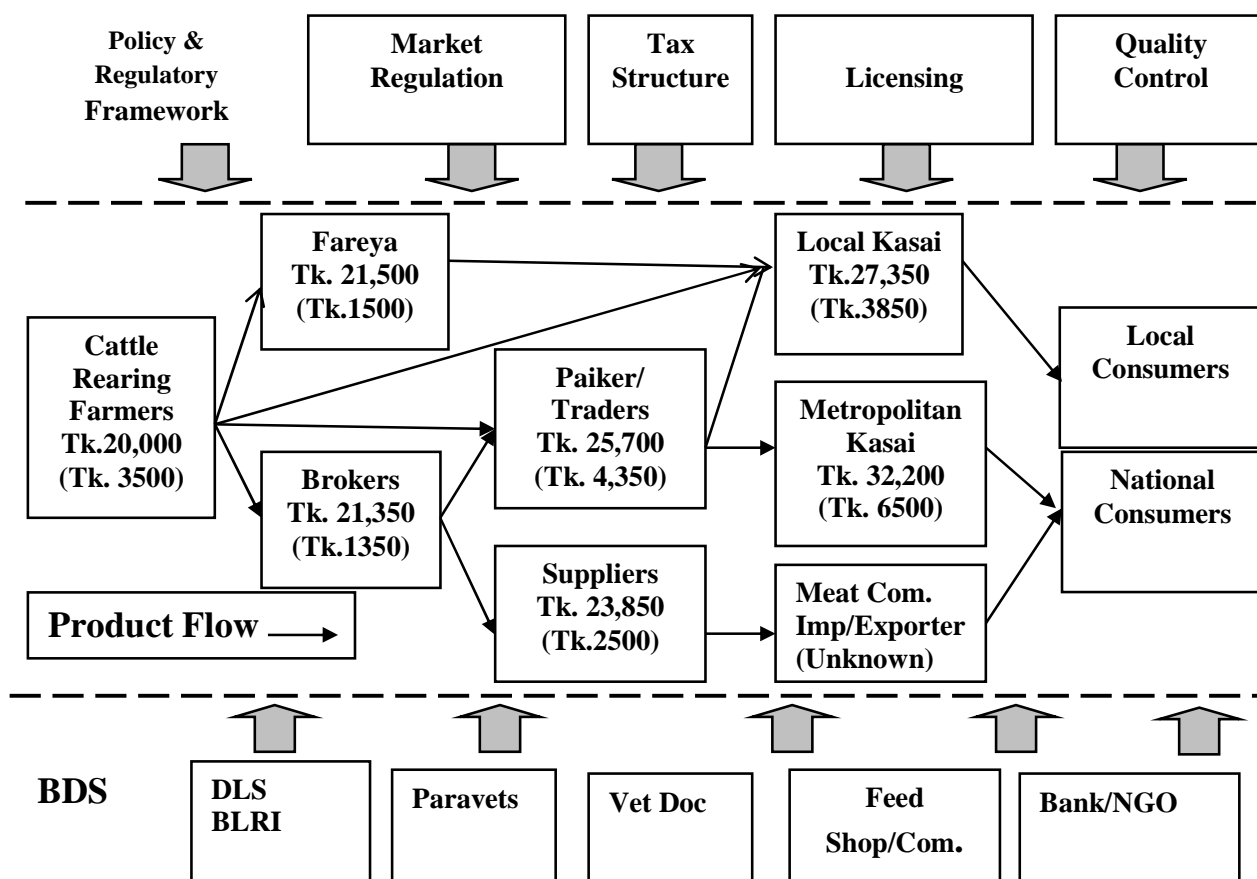 Policy &
Regulatory
Framework
Market
Regulation
Tax
Structure
Licensing
Quality
Control
Fareya
Tk. 21,500
(Tk.1500)
Local Kasai
Tk.27,350
(Tk.3850)
Cattle
Rearing
Farmers
Tk.20,000
(Tk. 3500)
Paiker/
Traders
Tk. 25,700
(Tk. 4,350)
Local
Consumers
Metropolitan
Kasai
Tk. 32,200
(Tk. 6500)
Brokers
Tk. 21,350
(Tk.1350)
National
Consumers
Suppliers
Tk. 23,850
(Tk.2500)
Meat Com.
Imp/Exporter
(Unknown)
Product Flow
BDS
DLS
BLRI
Paravets
Vet Doc
Feed
Shop/Com.
Bank/NGO